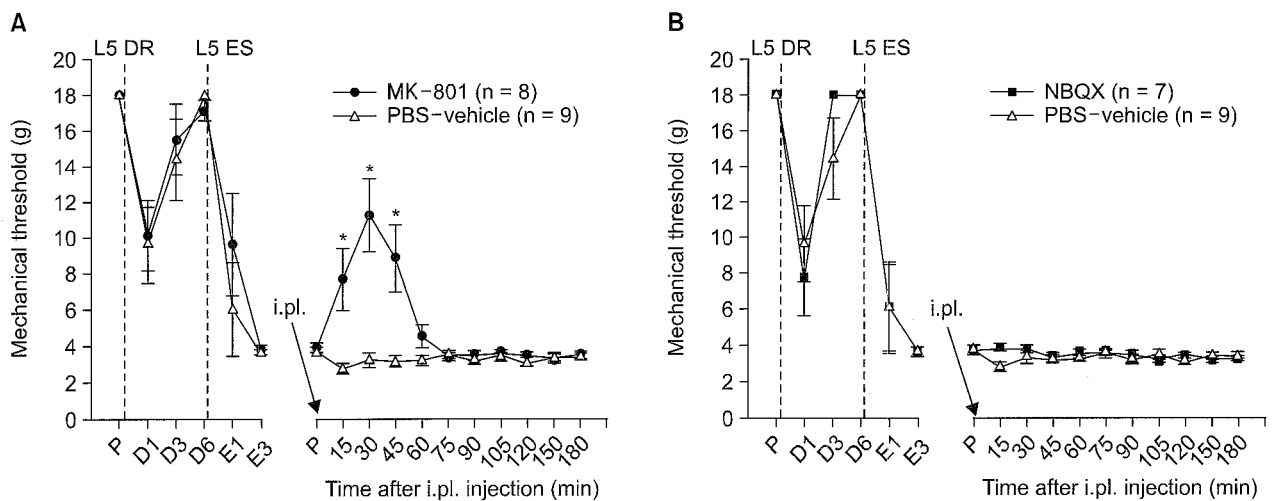 A
L5 DR
L5 ES
Mechanical threshold (g)
20
18
16
14
12
10
8
6
4
2
0
MK−801 (n = 8)
PBS−vehicle (n = 9)
*
*
*
i.pl.
P
D1
D3
D6
E1
E3
P
15
30
45
60
75
90
105
120
150
180
Time after i.pl. injection (min)
B
L5 DR
L5 ES
Mechanical threshold (g)
20
18
16
14
12
10
8
6
4
2
0
NBQX (n = 7)
PBS−vehicle (n = 9)
i.pl.
P
D1
D3
D6
E1
E3
P
15
30
45
60
75
90
105
120
150
180
Time after i.pl. injection (min)